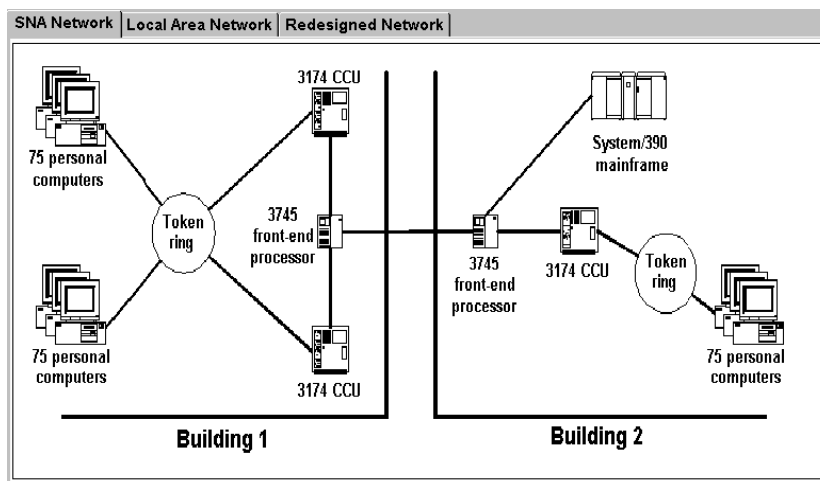 SNA Network
Local Area Network
Redesigned Network
3174 CCU
75 personal
computers
Token
ring
3745
front-end
processor
75 personal
computers
3174 CCU
Building 1
System/390
mainframe
3745
front-end
processor
3174 CCU
Token
ring
75 personal
computers
Building 2